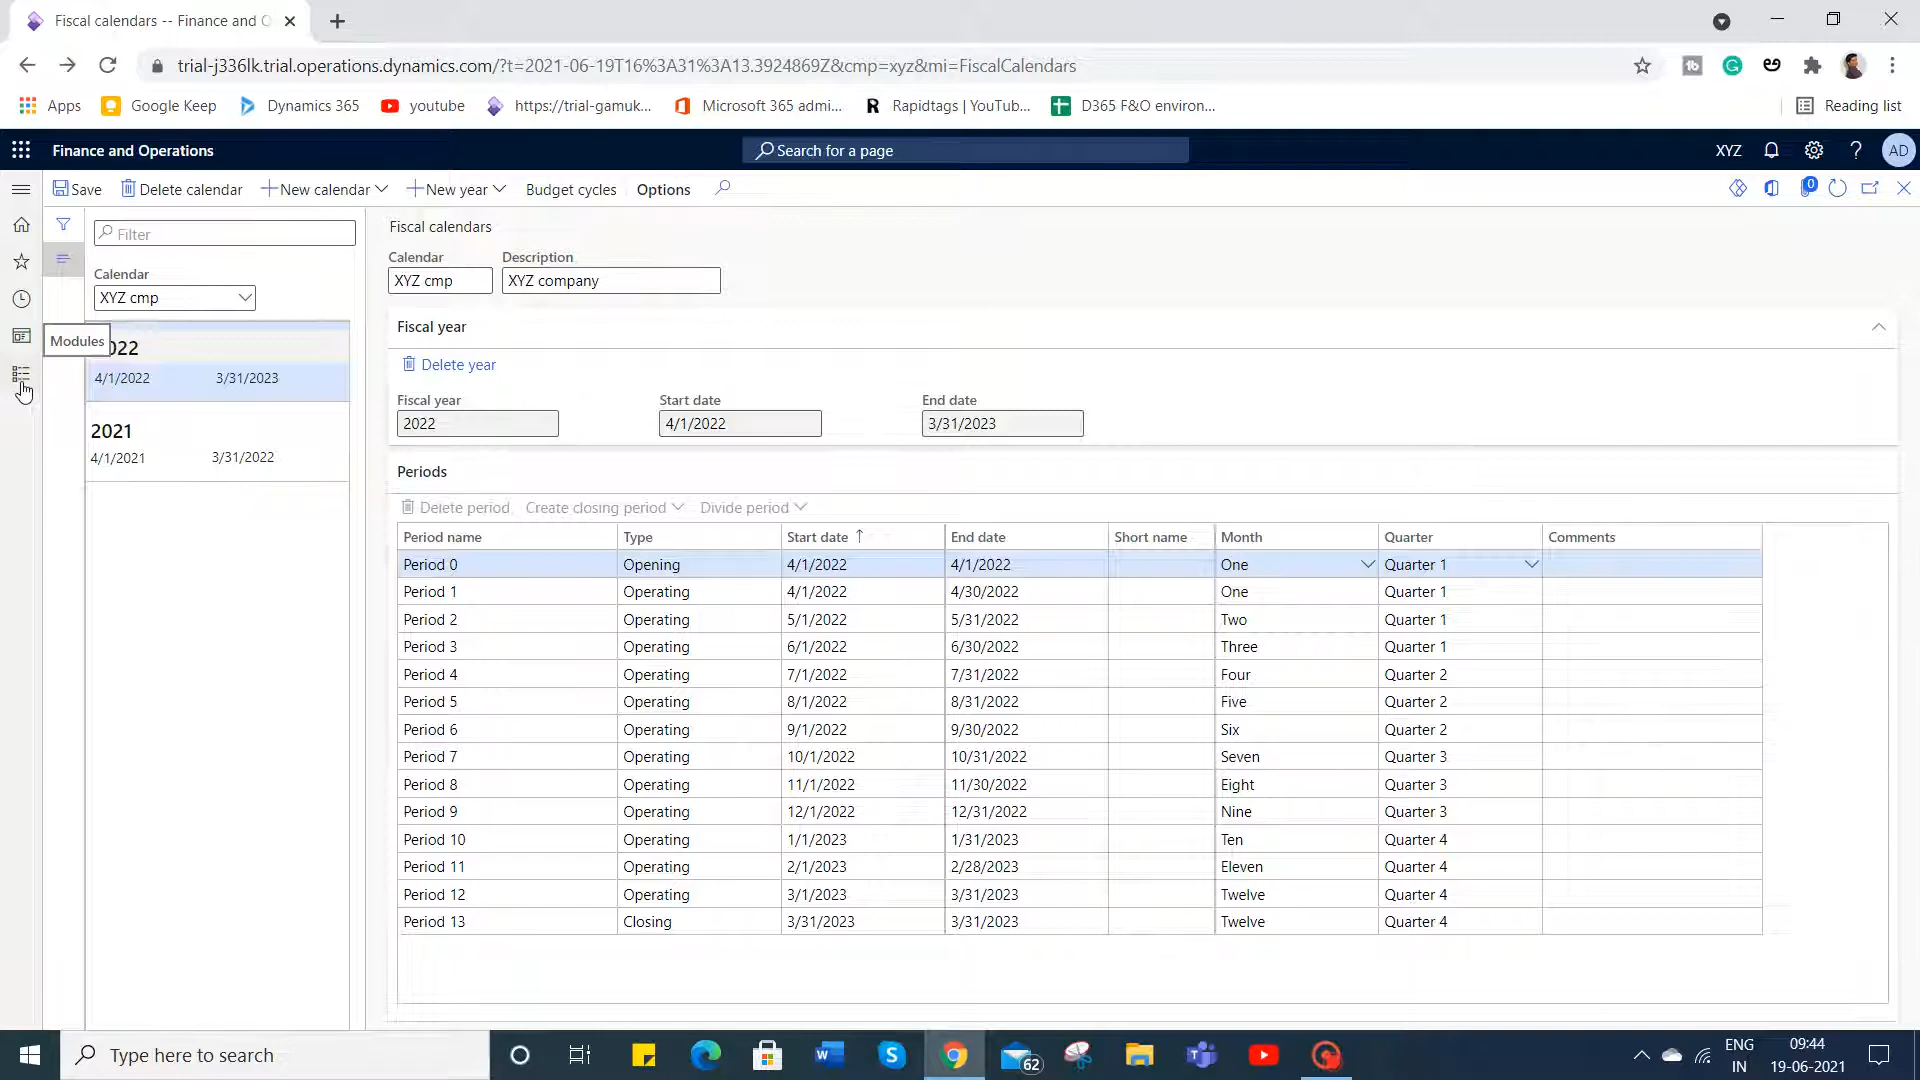 Fiscal calendars -- Finance and O
trial-j336lk.trial.operations.dynamics.com/?t=2021-06-19T16%3A31%3A13.3924869Z&cmp=xyz&mi=FiscalCalendars
Apps Google Keep Dynamics 365 youtube https://trial-gamuk... Microsoft 365 admi... Rapidtags | YouTub... D365 F&O environ... Reading list
Finance and Operations Search for a page XYZ AD
Save Delete calendar New calendar New year Budget cycles Options 0
Filter
Calendar
XYZ cmp
Modules
022
4/1/2022 3/31/2023
2021
4/1/2021 3/31/2022
Fiscal calendars
Calendar Description
XYZ cmp XYZ company
Fiscal year
Delete year
Fiscal year Start date End date
2022 4/1/2022 3/31/2023
Periods
Delete period Create closing period Divide period
Period name Type Start date End date Short name Month Quarter Comments
Period 0 Opening 4/1/2022 4/1/2022 One Quarter 1
Period 1 Operating 4/1/2022 4/30/2022 One Quarter 1
Period 2 Operating 5/1/2022 5/31/2022 Two Quarter 1
Period 3 Operating 6/1/2022 6/30/2022 Three Quarter 1
Period 4 Operating 7/1/2022 7/31/2022 Four Quarter 2
Period 5 Operating 8/1/2022 8/31/2022 Five Quarter 2
Period 6 Operating 9/1/2022 9/30/2022 Six Quarter 2
Period 7 Operating 10/1/2022 10/31/2022 Seven Quarter 3
Period 8 Operating 11/1/2022 11/30/2022 Eight Quarter 3
Period 9 Operating 12/1/2022 12/31/2022 Nine Quarter 3
Period 10 Operating 1/1/2023 1/31/2023 Ten Quarter 4
Period 11 Operating 2/1/2023 2/28/2023 Eleven Quarter 4
Period 12 Operating 3/1/2023 3/31/2023 Twelve Quarter 4
Period 13 Closing 3/31/2023 3/31/2023 Twelve Quarter 4
Type here to search 62
ENG 09:44
IN 19-06-2021